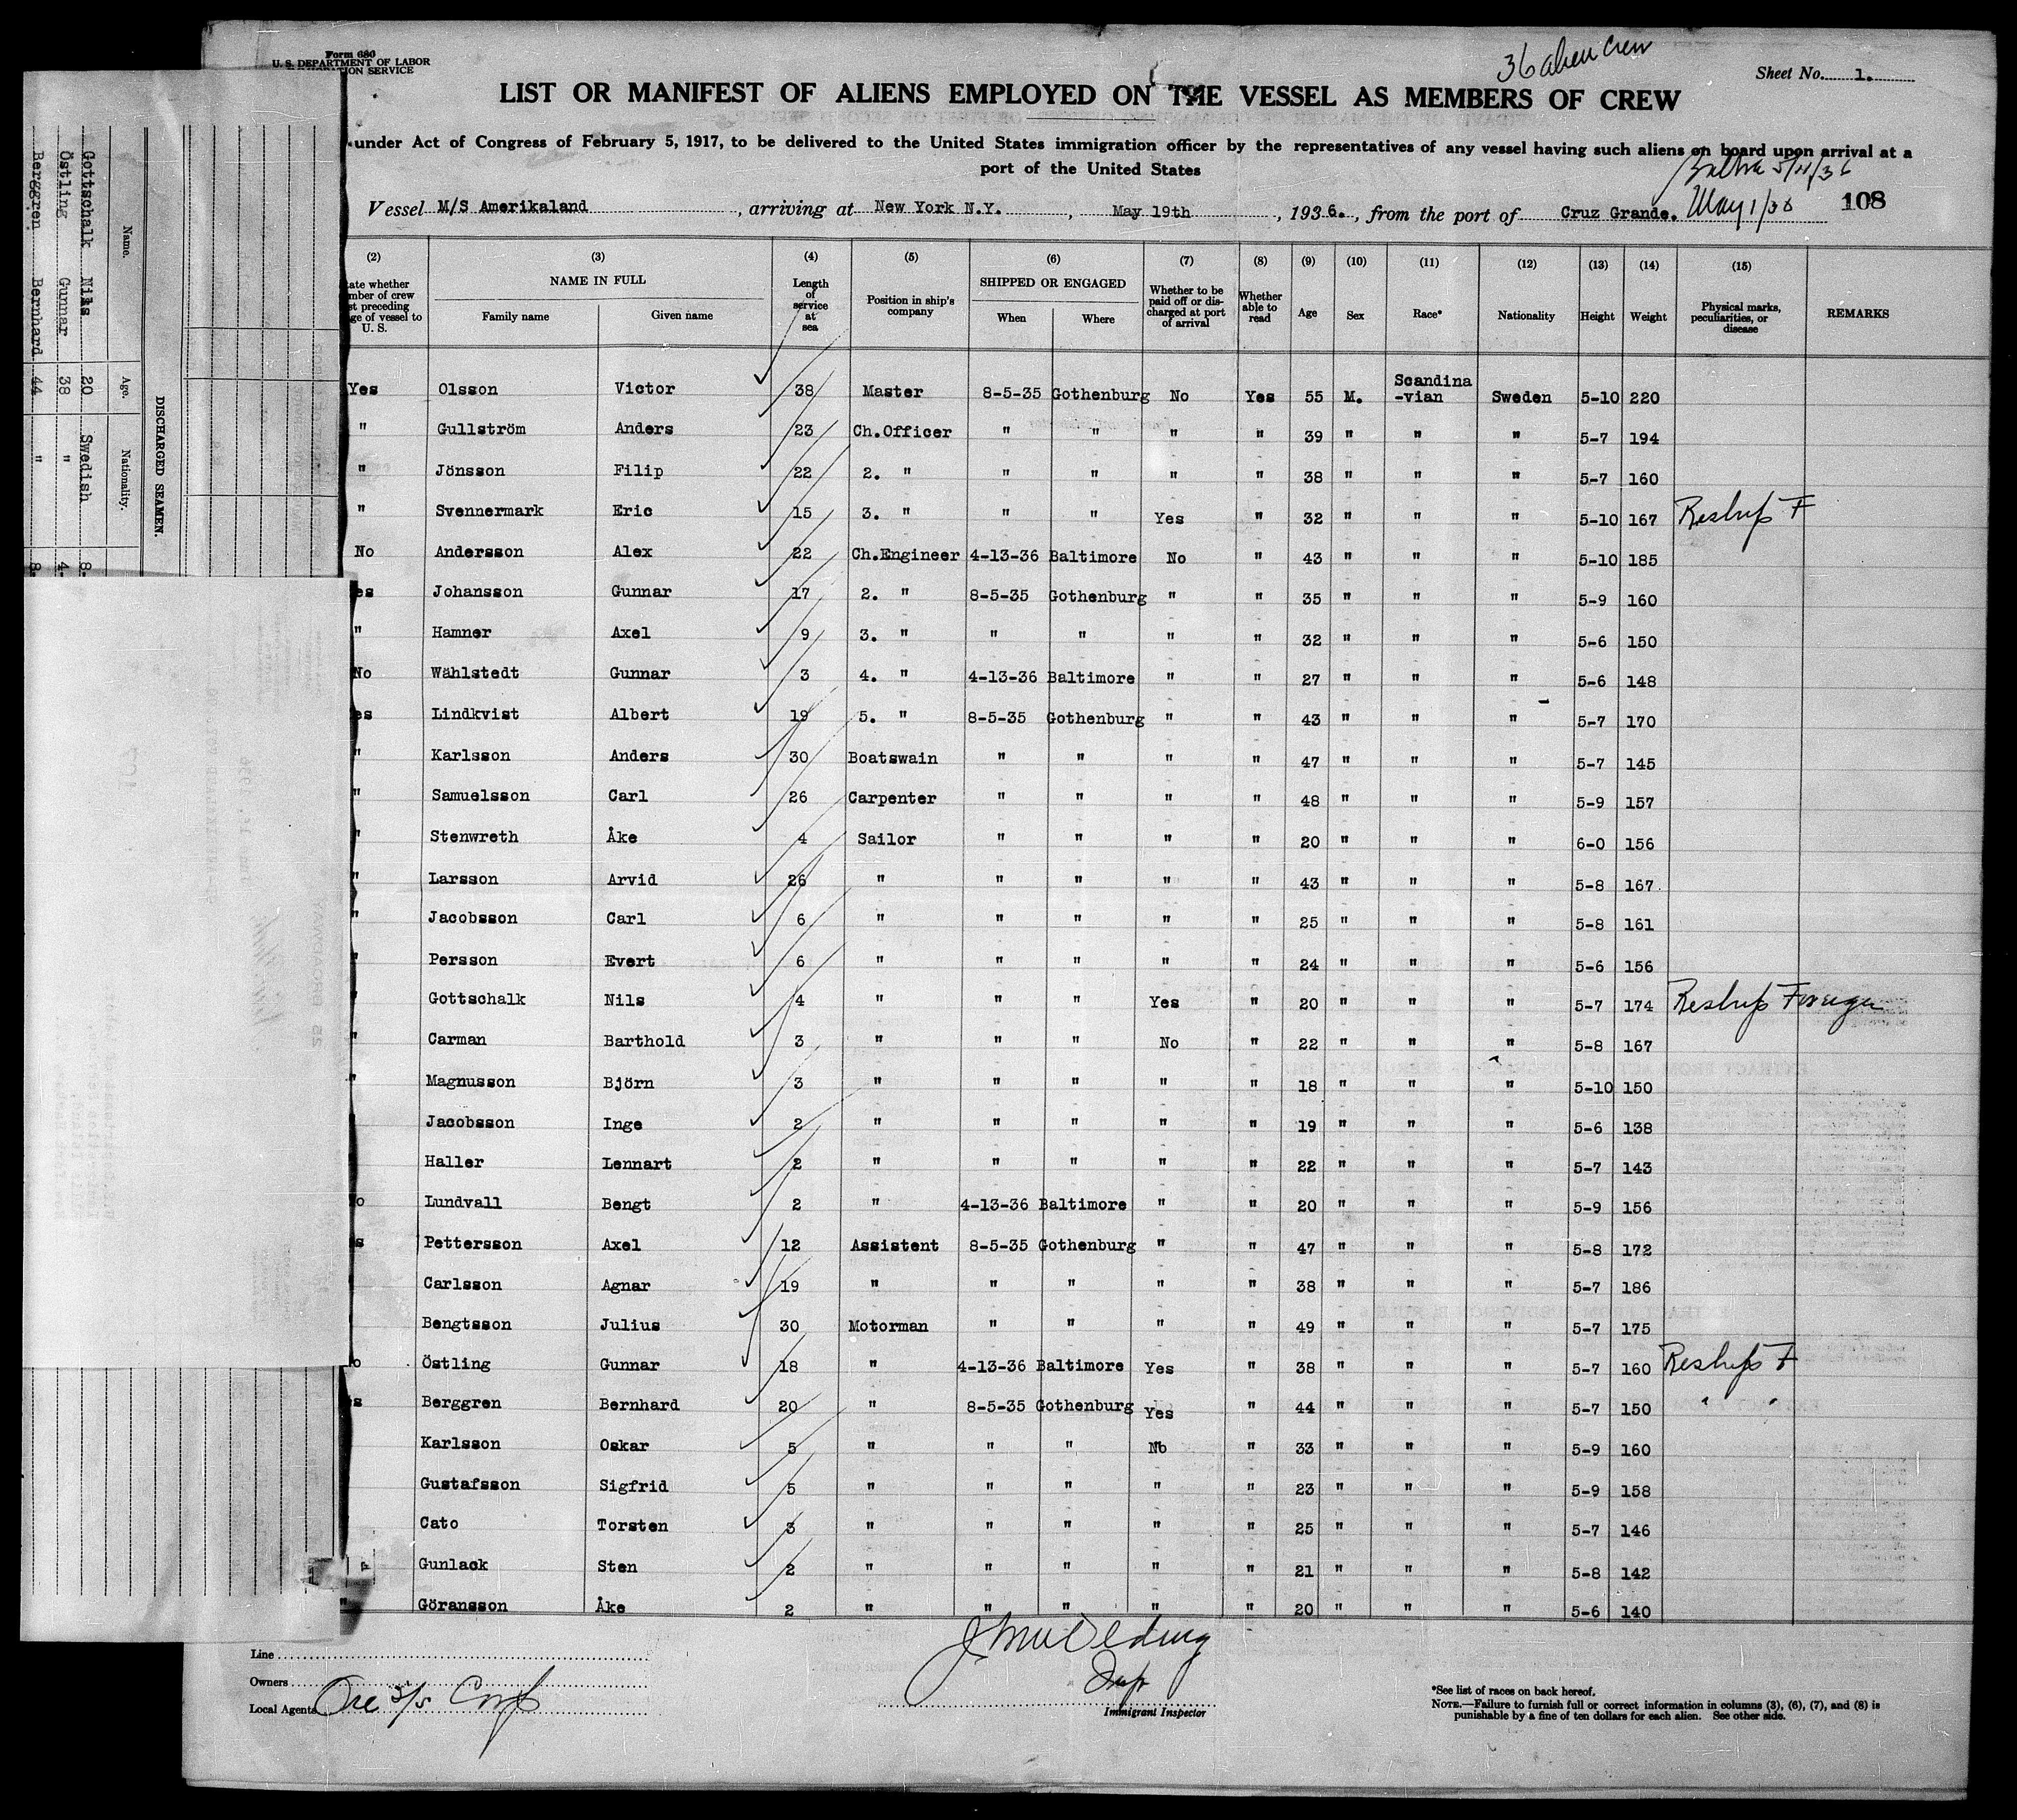 Form 680
U. S. DEPARTMENT OF LABOR
IMMIGRATION SERVICE
36 alien crew
Sheet No. 1.
LIST OR MANIFEST OF ALIENS EMPLOYED ON THE VESSEL AS MEMBERS OF CREW
under Act of Congress of February 5, 1917, to be delivered to the United States immigration officer by the representatives of any vessel having such aliens on board upon arrival at a
port of the United States
Vessel M/S Amerikaland, arriving at New York N.Y., May 19th, 1936., from the port of Cruz Grande. May 1/36 108
(2) (3) (4) (5) (6) (7) (8) (9) (10) (11) (12) (13) (14) (15)
NAME IN FULL Family name Given name Length of service at sea Position in ship's company SHIPPED OR ENGAGED When Where Whether to be paid off or discharged at port of arrival Whether able to read Age Sex Race* Nationality Height Weight Physical marks, peculiarities, or disease REMARKS
Yes Olsson Victor 38 Master 8-5-35 Gothenburg No Yes 55 M. Scandina-vian Sweden 5-10 220
" Gullström Anders 23 Ch.Officer " " " " 39 " " " 5-7 194
" Jönsson Filip 22 2. " " " " " 38 " " " 5-7 160
" Svennermark Eric 15 3. " " " Yes " 32 " " " 5-10 167 Reships F
No Andersson Alex 22 Ch.Engineer 4-13-36 Baltimore No " 43 " " " 5-10 185
es Johansson Gunnar 17 2. " 8-5-35 Gothenburg " " 35 " " " 5-9 160
" Hamner Axel 9 3. " " " " " 32 " " " 5-6 150
No Wählstedt Gunnar 3 4. " 4-13-36 Baltimore " " 27 " " " 5-6 148
es Lindkvist Albert 19 5. " 8-5-35 Gothenburg " " 43 " " " 5-7 170
" Karlsson Anders 30 Boatswain " " " " 47 " " " 5-7 145
" Samuelsson Carl 26 Carpenter " " " " 48 " " " 5-9 157
" Stenwreth Åke 4 Sailor " " " " 20 " " " 6-0 156
" Larsson Arvid 26 " " " " " 43 " " " 5-8 167
" Jacobsson Carl 6 " " " " " 25 " " " 5-8 161
" Persson Evert 6 " " " " " 24 " " " 5-6 156
" Gottschalk Nils 4 " " " Yes " 20 " " " 5-7 174 Reships Foreign
" Carman Barthold 3 " " " No " 22 " " " 5-8 167
" Magnusson Björn 3 " " " " " 18 " " " 5-10 150
Jacobsson Inge 2 " " " " " 19 " " " 5-6 138
Haller Lennart 2 " " " " " 22 " " " 5-7 143
o Lundvall Bengt 2 " 4-13-36 Baltimore " " 20 " " " 5-9 156
s Pettersson Axel 12 Assistent 8-5-35 Gothenburg " " 47 " " " 5-8 172
Carlsson Agnar 19 " " " " " 38 " " " 5-7 186
Bengtsson Julius 30 Motorman " " " " 49 " " " 5-7 175
o Östling Gunnar 18 " 4-13-36 Baltimore Yes " 38 " " " 5-7 160 Reships F
s Berggren Bernhard 20 " 8-5-35 Gothenburg Yes " 44 " " " 5-7 150 " "
Karlsson Oskar 5 " " " No " 33 " " " 5-9 160
Gustafsson Sigfrid 5 " " " " " 23 " " " 5-9 158
Cato Torsten 3 " " " " " 25 " " " 5-7 146
Gunlack Sten 2 " " " " " 21 " " " 5-8 142
" Göransson Åke 2 " " " " " 20 " " " 5-6 140
Line
Owners
Local Agents Ore S/S Corp
Immigrant Inspector
*See list of races on back hereof.
NOTE.—Failure to furnish full or correct information in columns (3), (6), (7), and (8) is
punishable by a fine of ten dollars for each alien. See other side.
DISCHARGED SEAMEN.
Name. Age. Nationality.
Gottschalk Nils 20 Swedish 8-
Östling Gunnar 38 " 4-
Berggren Bernhard 44 " 8-